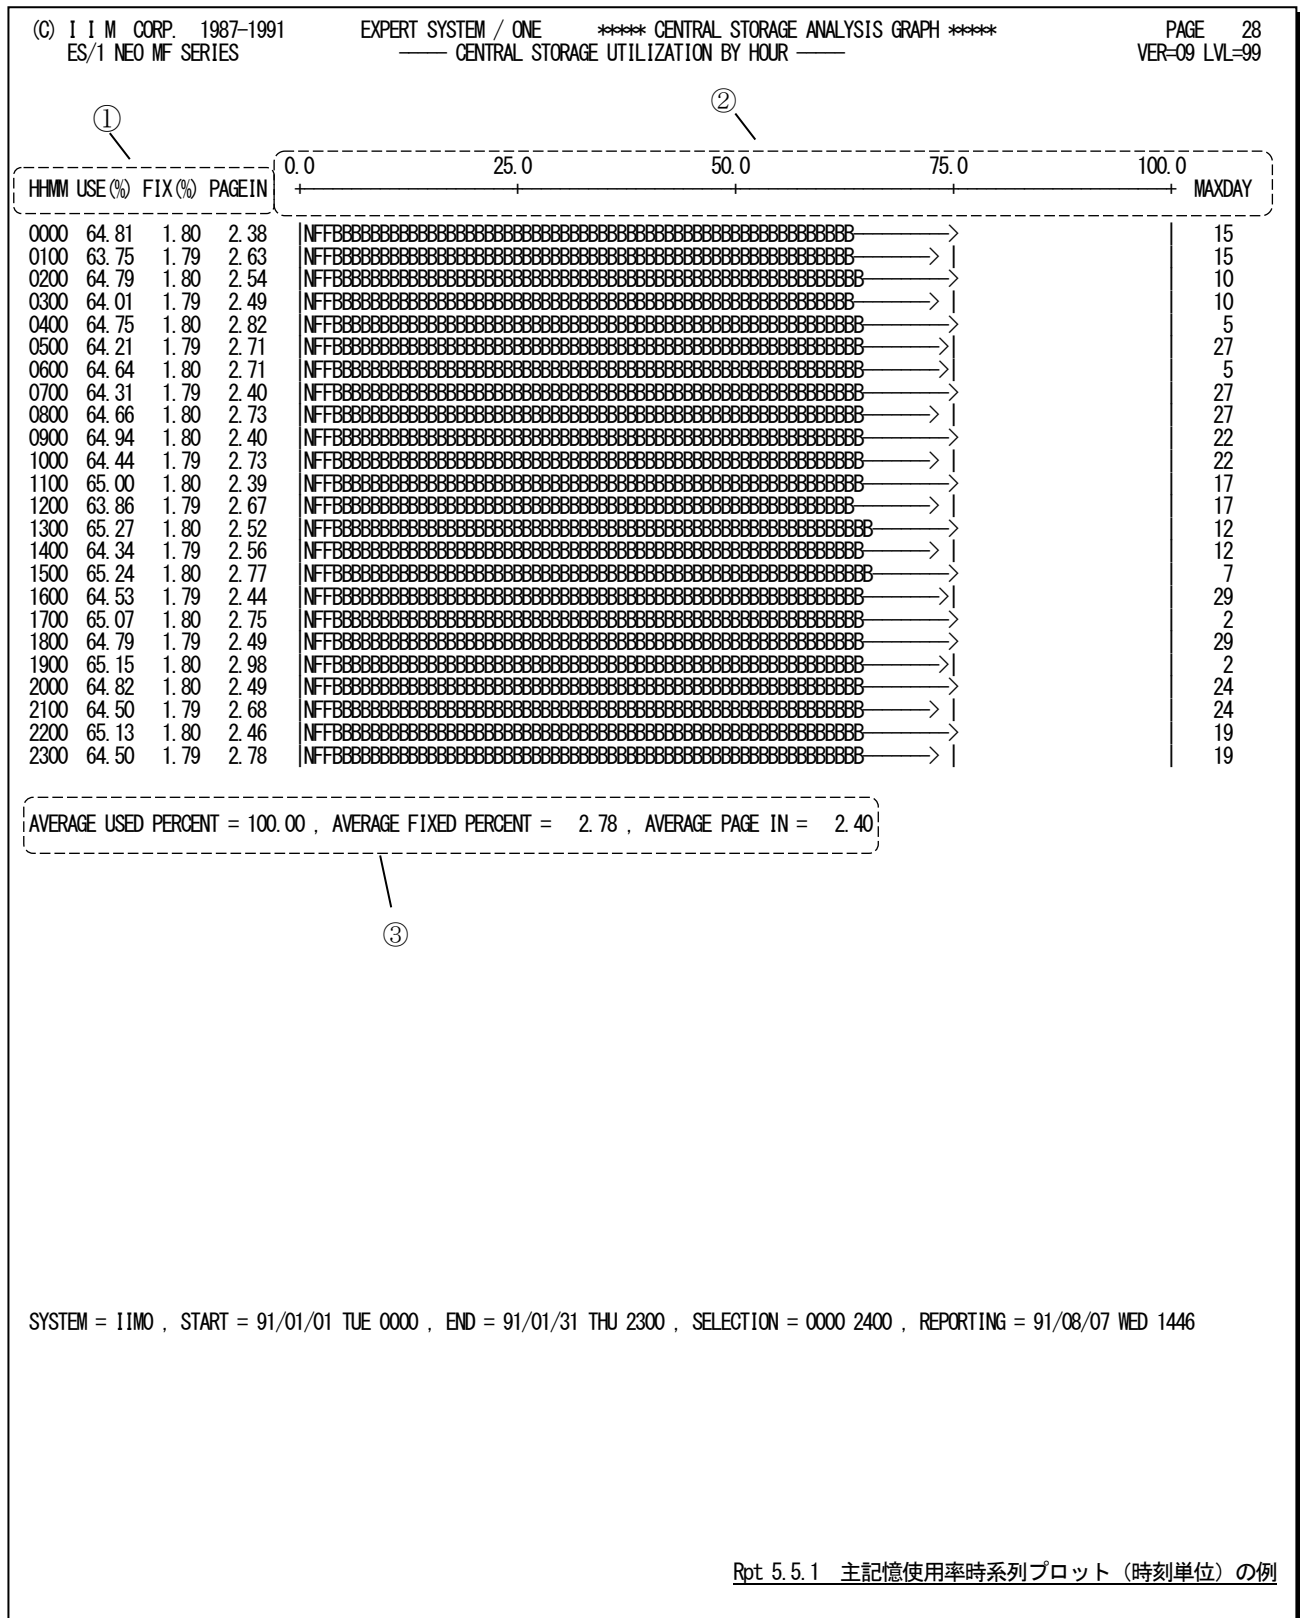 (C) I I M CORP. 1987-1991 EXPERT SYSTEM / ONE ***** CENTRAL STORAGE ANALYSIS GRAPH ***** PAGE 28
ES/1 NEO MF SERIES ――― CENTRAL STORAGE UTILIZATION BY HOUR ――― VER=09 LVL=99
① ②
0.0 25.0 50.0 75.0 100.0
HHMM USE(%) FIX(%) PAGEIN MAXDAY
0000 64.81 1.80 2.38 |NFFBBBBBBBBBBBBBBBBBBBBBBBBBBBBBBBBBBBBBBBBBBBBBBBBBBBBBBB―――――> | 15
0100 63.75 1.79 2.63 |NFFBBBBBBBBBBBBBBBBBBBBBBBBBBBBBBBBBBBBBBBBBBBBBBBBBBBBBBB――――> | | 15
0200 64.79 1.80 2.54 |NFFBBBBBBBBBBBBBBBBBBBBBBBBBBBBBBBBBBBBBBBBBBBBBBBBBBBBBBBB――――> | 10
0300 64.01 1.79 2.49 |NFFBBBBBBBBBBBBBBBBBBBBBBBBBBBBBBBBBBBBBBBBBBBBBBBBBBBBBBB――――> | | 10
0400 64.75 1.80 2.82 |NFFBBBBBBBBBBBBBBBBBBBBBBBBBBBBBBBBBBBBBBBBBBBBBBBBBBBBBBBB――――> | 5
0500 64.21 1.79 2.71 |NFFBBBBBBBBBBBBBBBBBBBBBBBBBBBBBBBBBBBBBBBBBBBBBBBBBBBBBBBB――――>| | 27
0600 64.64 1.80 2.71 |NFFBBBBBBBBBBBBBBBBBBBBBBBBBBBBBBBBBBBBBBBBBBBBBBBBBBBBBBBB――――>| | 5
0700 64.31 1.79 2.40 |NFFBBBBBBBBBBBBBBBBBBBBBBBBBBBBBBBBBBBBBBBBBBBBBBBBBBBBBBBB――――> | 27
0800 64.66 1.80 2.73 |NFFBBBBBBBBBBBBBBBBBBBBBBBBBBBBBBBBBBBBBBBBBBBBBBBBBBBBBBBB―――> | | 27
0900 64.94 1.80 2.40 |NFFBBBBBBBBBBBBBBBBBBBBBBBBBBBBBBBBBBBBBBBBBBBBBBBBBBBBBBBB――――> | 22
1000 64.44 1.79 2.73 |NFFBBBBBBBBBBBBBBBBBBBBBBBBBBBBBBBBBBBBBBBBBBBBBBBBBBBBBBBB―――> | | 22
1100 65.00 1.80 2.39 |NFFBBBBBBBBBBBBBBBBBBBBBBBBBBBBBBBBBBBBBBBBBBBBBBBBBBBBBBBB――――> | 17
1200 63.86 1.79 2.67 |NFFBBBBBBBBBBBBBBBBBBBBBBBBBBBBBBBBBBBBBBBBBBBBBBBBBBBBBBB――――> | | 17
1300 65.27 1.80 2.52 |NFFBBBBBBBBBBBBBBBBBBBBBBBBBBBBBBBBBBBBBBBBBBBBBBBBBBBBBBBBB――――> | 12
1400 64.34 1.79 2.56 |NFFBBBBBBBBBBBBBBBBBBBBBBBBBBBBBBBBBBBBBBBBBBBBBBBBBBBBBBBB―――> | | 12
1500 65.24 1.80 2.77 |NFFBBBBBBBBBBBBBBBBBBBBBBBBBBBBBBBBBBBBBBBBBBBBBBBBBBBBBBBBB――――> | 7
1600 64.53 1.79 2.44 |NFFBBBBBBBBBBBBBBBBBBBBBBBBBBBBBBBBBBBBBBBBBBBBBBBBBBBBBBBB――――>| | 29
1700 65.07 1.80 2.75 |NFFBBBBBBBBBBBBBBBBBBBBBBBBBBBBBBBBBBBBBBBBBBBBBBBBBBBBBBBB――――> | 2
1800 64.79 1.79 2.49 |NFFBBBBBBBBBBBBBBBBBBBBBBBBBBBBBBBBBBBBBBBBBBBBBBBBBBBBBBBB――――> | 29
1900 65.15 1.80 2.98 |NFFBBBBBBBBBBBBBBBBBBBBBBBBBBBBBBBBBBBBBBBBBBBBBBBBBBBBBBBB――――>| | 2
2000 64.82 1.80 2.49 |NFFBBBBBBBBBBBBBBBBBBBBBBBBBBBBBBBBBBBBBBBBBBBBBBBBBBBBBBBB――――> | 24
2100 64.50 1.79 2.68 |NFFBBBBBBBBBBBBBBBBBBBBBBBBBBBBBBBBBBBBBBBBBBBBBBBBBBBBBBBB―――> | | 24
2200 65.13 1.80 2.46 |NFFBBBBBBBBBBBBBBBBBBBBBBBBBBBBBBBBBBBBBBBBBBBBBBBBBBBBBBBB――――> | 19
2300 64.50 1.79 2.78 |NFFBBBBBBBBBBBBBBBBBBBBBBBBBBBBBBBBBBBBBBBBBBBBBBBBBBBBBBBB―――> | | 19
AVERAGE USED PERCENT = 100.00 , AVERAGE FIXED PERCENT = 2.78 , AVERAGE PAGE IN = 2.40
③
SYSTEM = IIM0 , START = 91/01/01 TUE 0000 , END = 91/01/31 THU 2300 , SELECTION = 0000 2400 , REPORTING = 91/08/07 WED 1446
Rpt 5.5.1 主記憶使用率時系列プロット（時刻単位）の例